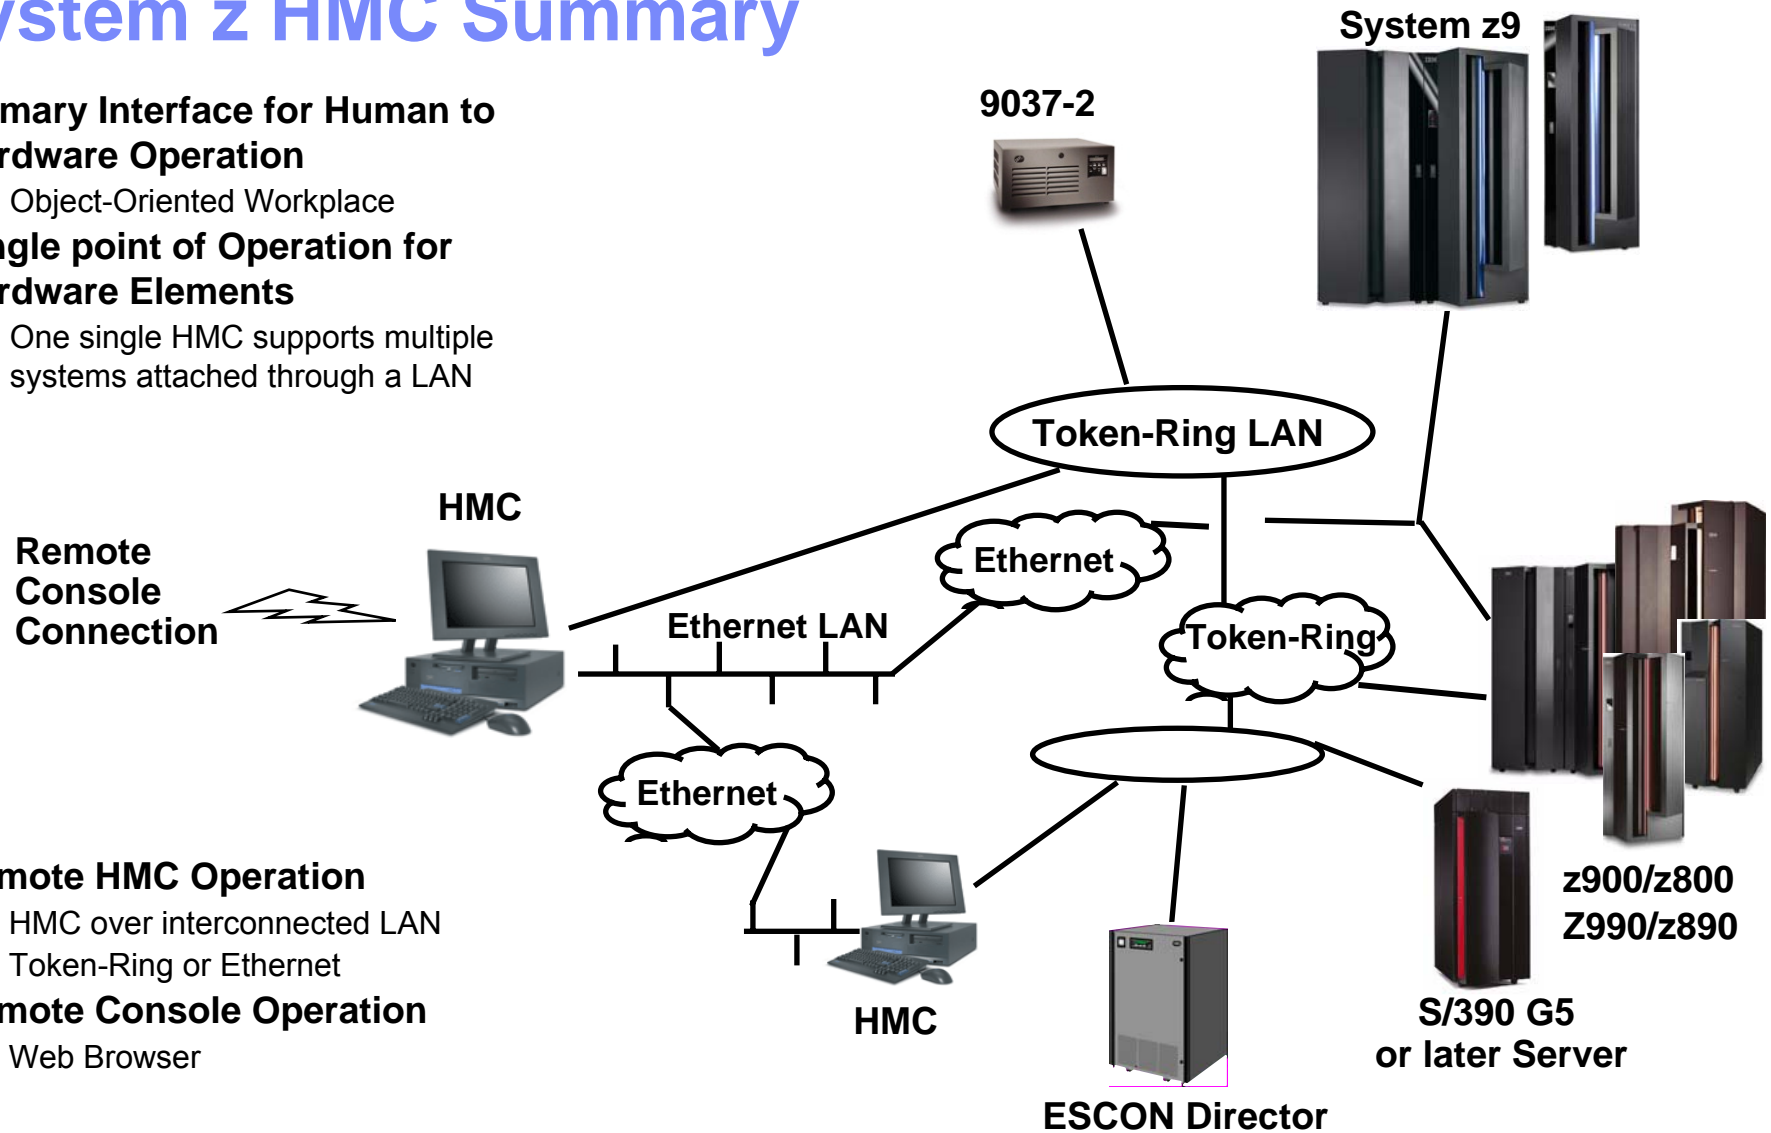 ystem z HMC Summary
mary Interface for Human to
rdware Operation
Object-Oriented Workplace
ngle point of Operation for
rdware Elements
One single HMC supports multiple
systems attached through a LAN
System z9
9037-2
Token-Ring LAN
HMC
Remote
Console
Connection
Ethernet
Ethernet LAN
Token-Ring
Ethernet
mote HMC Operation
HMC over interconnected LAN
Token-Ring or Ethernet
mote Console Operation
Web Browser
HMC
ESCON Director
S/390 G5
or later Server
z900/z800
Z990/z890